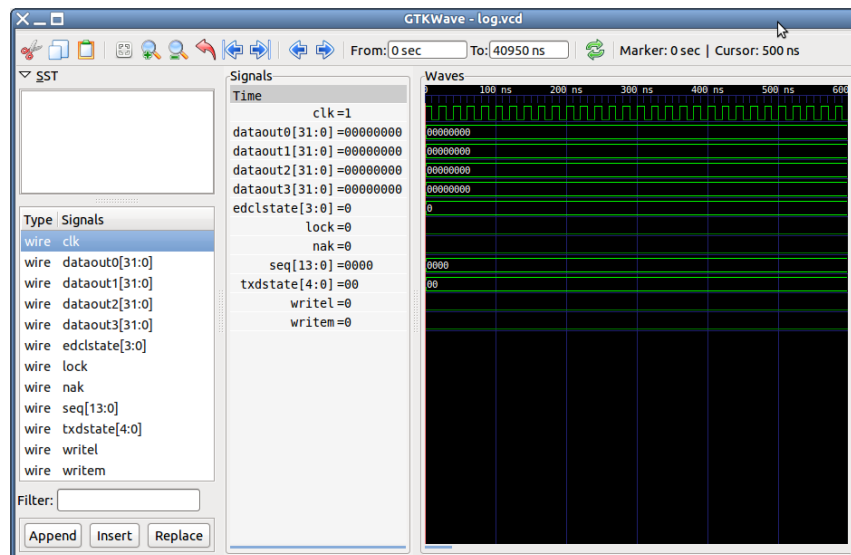 GTKWave - log.vcd
From: 0 sec To: 40950 ns Marker: 0 sec | Cursor: 500 ns
SST
Type Signals
wire clk
wire dataout0[31:0]
wire dataout1[31:0]
wire dataout2[31:0]
wire dataout3[31:0]
wire edclstate[3:0]
wire lock
wire nak
wire seq[13:0]
wire txdstate[4:0]
wire writel
wire writem
Filter:
Append Insert Replace
Signals
Time
clk=1
dataout0[31:0]=00000000
dataout1[31:0]=00000000
dataout2[31:0]=00000000
dataout3[31:0]=00000000
edclstate[3:0]=0
lock=0
nak=0
seq[13:0]=0000
txdstate[4:0]=00
writel=0
writem=0
Waves
100 ns 200 ns 300 ns 400 ns 500 ns 600
00000000
00000000
00000000
00000000
0
0000
00